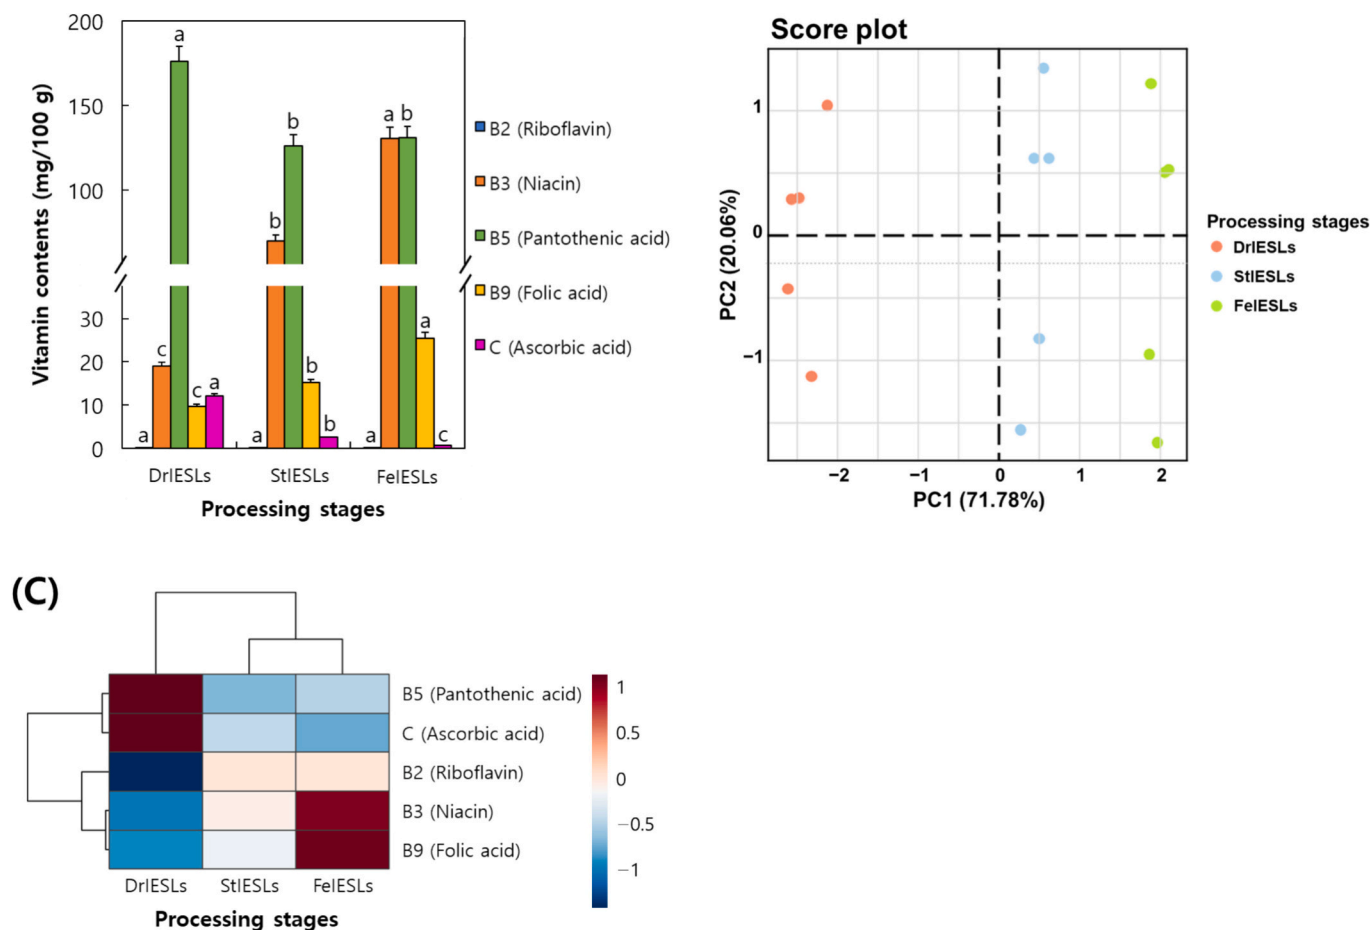 200
150
100
30
20
10
0
Vitamin contents (mg/100 g)
a
c
a
c
a
a
b
b
b
b
a
a
b
a
c
DrIESLs
StIESLs
FeIESLs
Processing stages
B2 (Riboflavin)
B3 (Niacin)
B5 (Pantothenic acid)
B9 (Folic acid)
C (Ascorbic acid)
Score plot
1
0
−1
PC2 (20.06%)
−2
−1
0
1
2
PC1 (71.78%)
Processing stages
DrIESLs
StIESLs
FeIESLs
(C)
B5 (Pantothenic acid)
C (Ascorbic acid)
B2 (Riboflavin)
B3 (Niacin)
B9 (Folic acid)
1
0.5
0
−0.5
−1
DrIESLs
StIESLs
FeIESLs
Processing stages